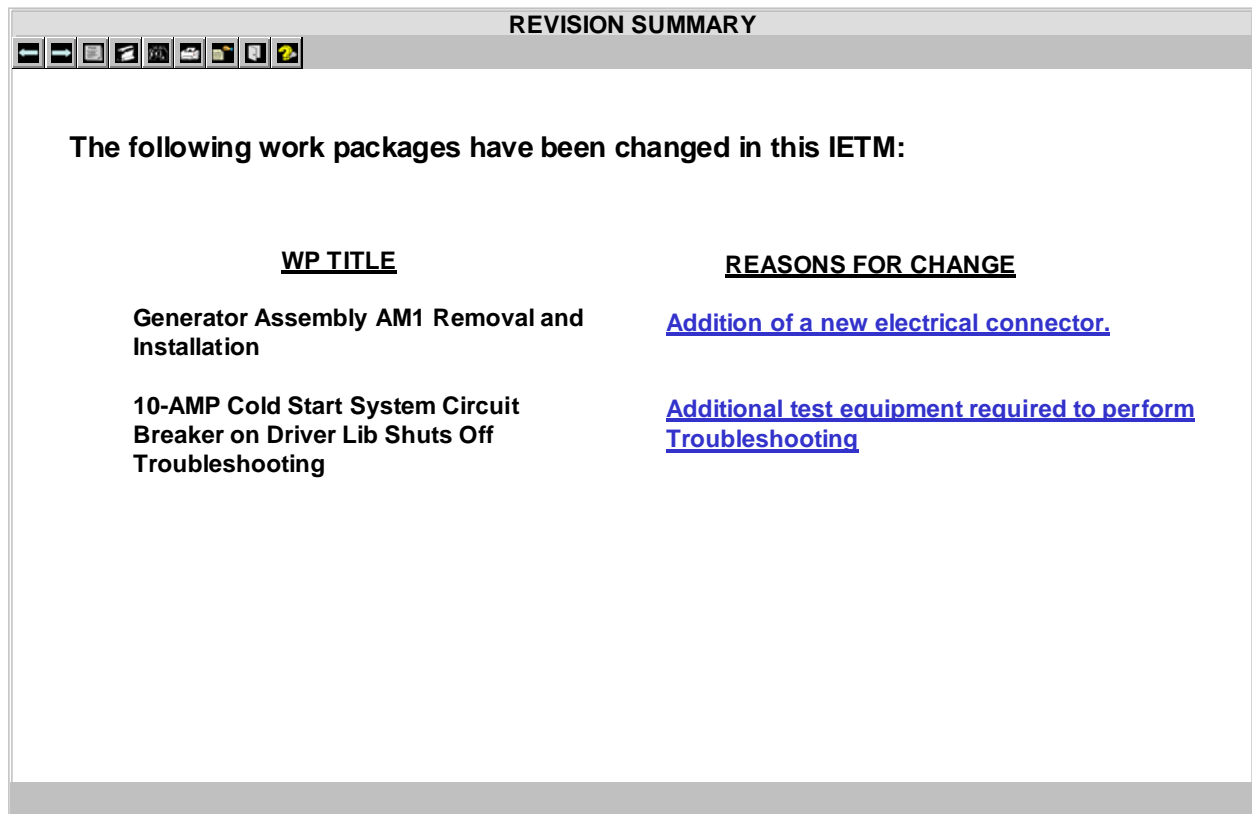 REVISION SUMMARY
The following work packages have been changed in this IETM:
WP TITLE
REASONS FOR CHANGE
Generator Assembly AM1 Removal and
Installation
Addition of a new electrical connector.
10-AMP Cold Start System Circuit
Breaker on Driver Lib Shuts Off
Troubleshooting
Additional test equipment required to perform
Troubleshooting